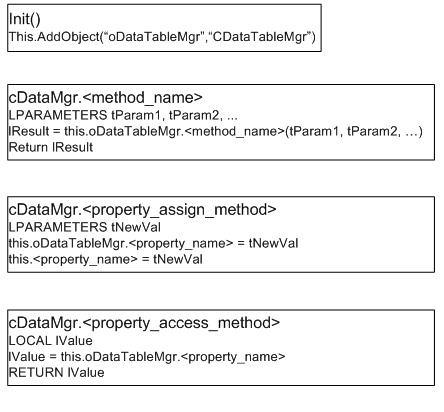 Init()
This.AddObject(“oDataTableMgr”,“CDataTableMgr”)
cDataMgr.<method_name>
LPARAMETERS tParam1, tParam2, ...
lResult = this.oDataTableMgr.<method_name>(tParam1, tParam2, …)
Return lResult
cDataMgr.<property_assign_method>
LPARAMETERS tNewVal
this.oDataTableMgr.<property_name> = tNewVal
this.<property_name> = tNewVal
cDataMgr.<property_access_method>
LOCAL lValue
lValue = this.oDataTableMgr.<property_name>
RETURN lValue